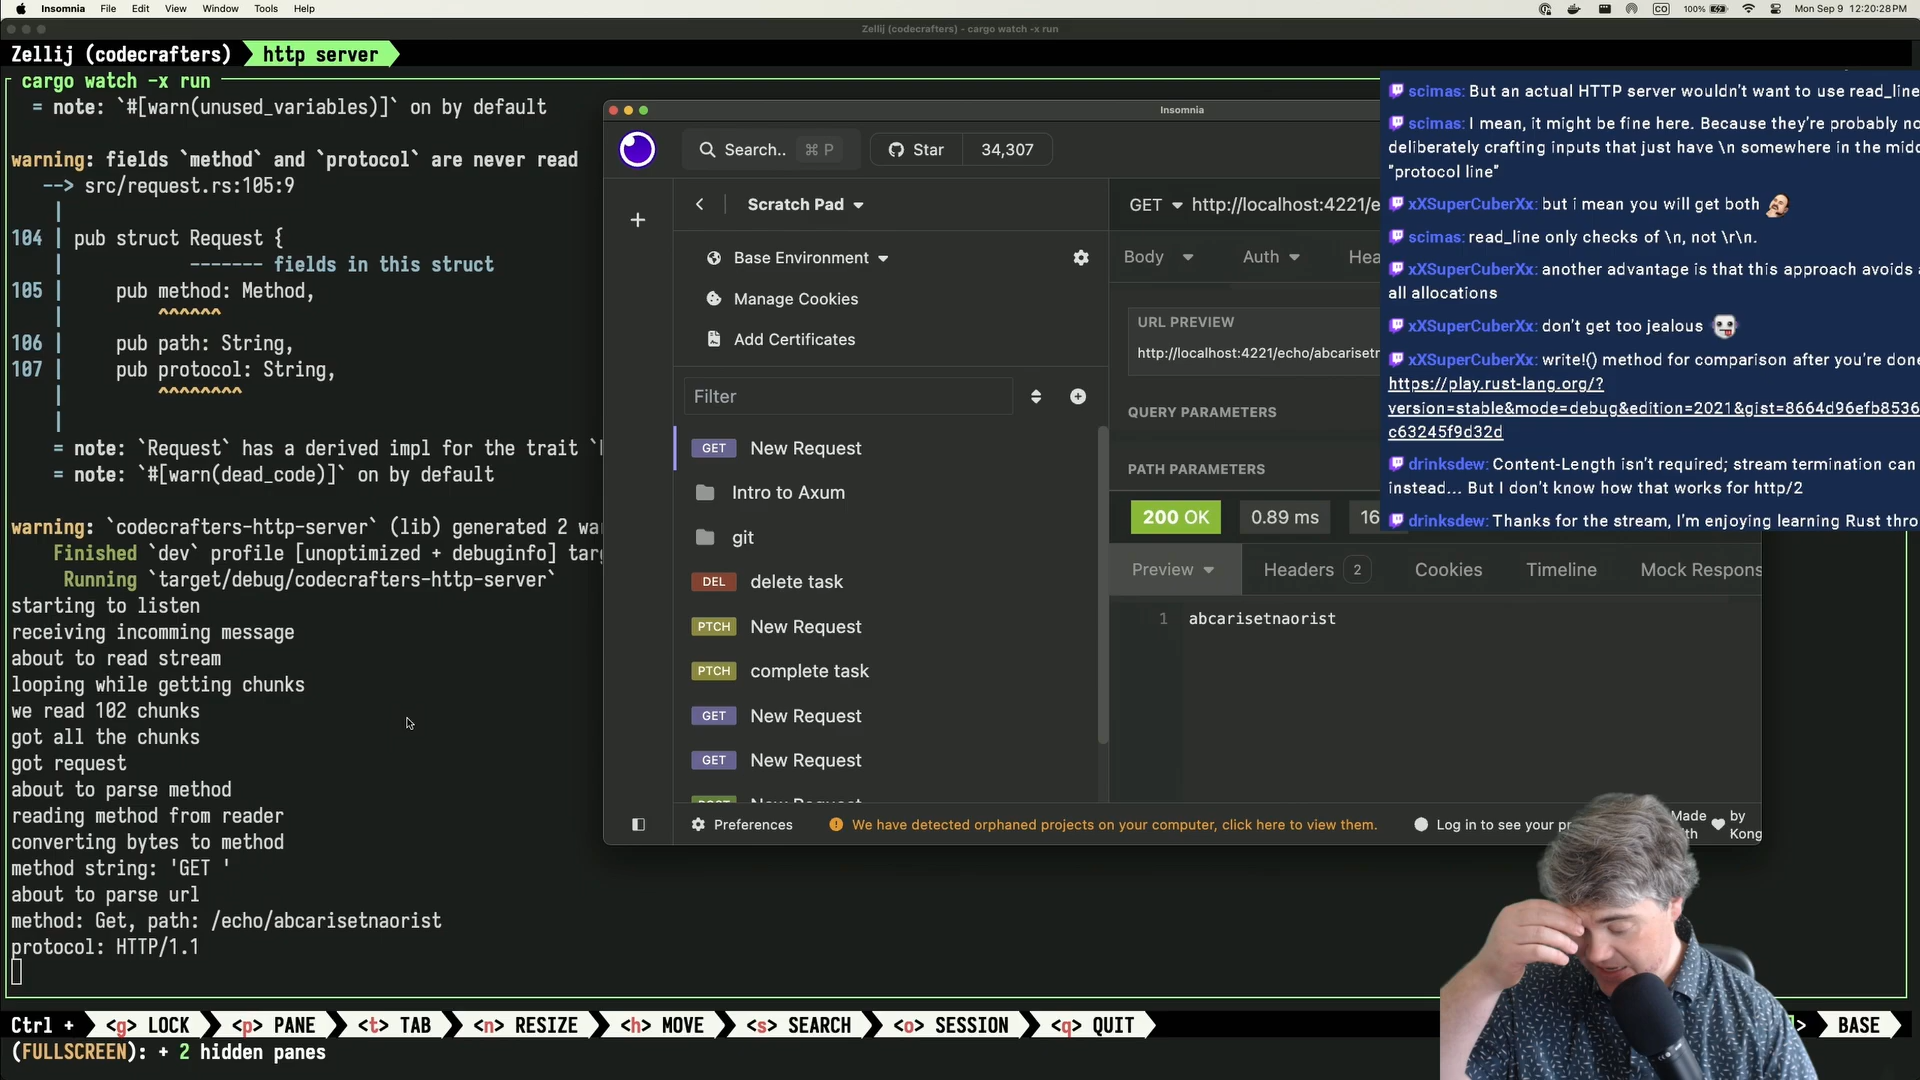 Insomnia File Edit View Window Tools Help
100% Mon Sep 9 12:20:28 PM
Zellij (codecrafters) - cargo watch -x run
Zellij (codecrafters) http server
cargo watch -x run
= note: `#[warn(unused_variables)]` on by default
warning: fields `method` and `protocol` are never read
--> src/request.rs:105:9
|
104 | pub struct Request {
| ------- fields in this struct
105 | pub method: Method,
| ^^^^^^
106 | pub path: String,
107 | pub protocol: String,
| ^^^^^^^^
|
= note: `Request` has a derived impl for the trait `
= note: `#[warn(dead_code)]` on by default
warning: `codecrafters-http-server` (lib) generated 2
Finished `dev` profile [unoptimized + debuginfo]
Running `target/debug/codecrafters-http-server`
starting to listen
receiving incomming message
about to read stream
looping while getting chunks
we read 102 chunks
got all the chunks
got request
about to parse method
reading method from reader
converting bytes to method
method string: 'GET '
about to parse url
method: Get, path: /echo/abcarisetnaorist
protocol: HTTP/1.1
Ctrl + <g> LOCK <p> PANE <t> TAB <n> RESIZE <h> MOVE <s> SEARCH <o> SESSION <q> QUIT BASE
(FULLSCREEN): + 2 hidden panes
Insomnia
Search.. ⌘ P Star 34,307
Scratch Pad
Base Environment
Manage Cookies
Add Certificates
Filter
GET New Request
Intro to Axum
git
DEL delete task
PTCH New Request
PTCH complete task
GET New Request
GET New Request
New Request
GET http://localhost:4221/e
Body Auth Hea
URL PREVIEW
http://localhost:4221/echo/abcarisetnr
QUERY PARAMETERS
PATH PARAMETERS
200 OK 0.89 ms 16
Preview Headers 2 Cookies Timeline Mock Respons
1 abcarisetnaorist
Preferences We have detected orphaned projects on your computer, click here to view them. Log in to see your
Made by
Kong
scimas: But an actual HTTP server wouldn't want to use read_line
scimas: I mean, it might be fine here. Because they're probably
deliberately crafting inputs that just have \n somewhere in the
"protocol line"
xXSuperCuberXx: but i mean you will get both
scimas: read_line only checks of \n, not \r\n.
xXSuperCuberXx: another advantage is that this approach avoids
all allocations
xXSuperCuberXx: don't get too jealous
xXSuperCuberXx: write!() method for comparison after you're done
https://play.rust-lang.org/?
version=stable&mode=debug&edition=2021&gist=8664d96efb8536
c63245f9d32d
drinksdew: Content-Length isn't required; stream termination can
instead... But I don't know how that works for http/2
drinksdew: Thanks for the stream, I'm enjoying learning Rust